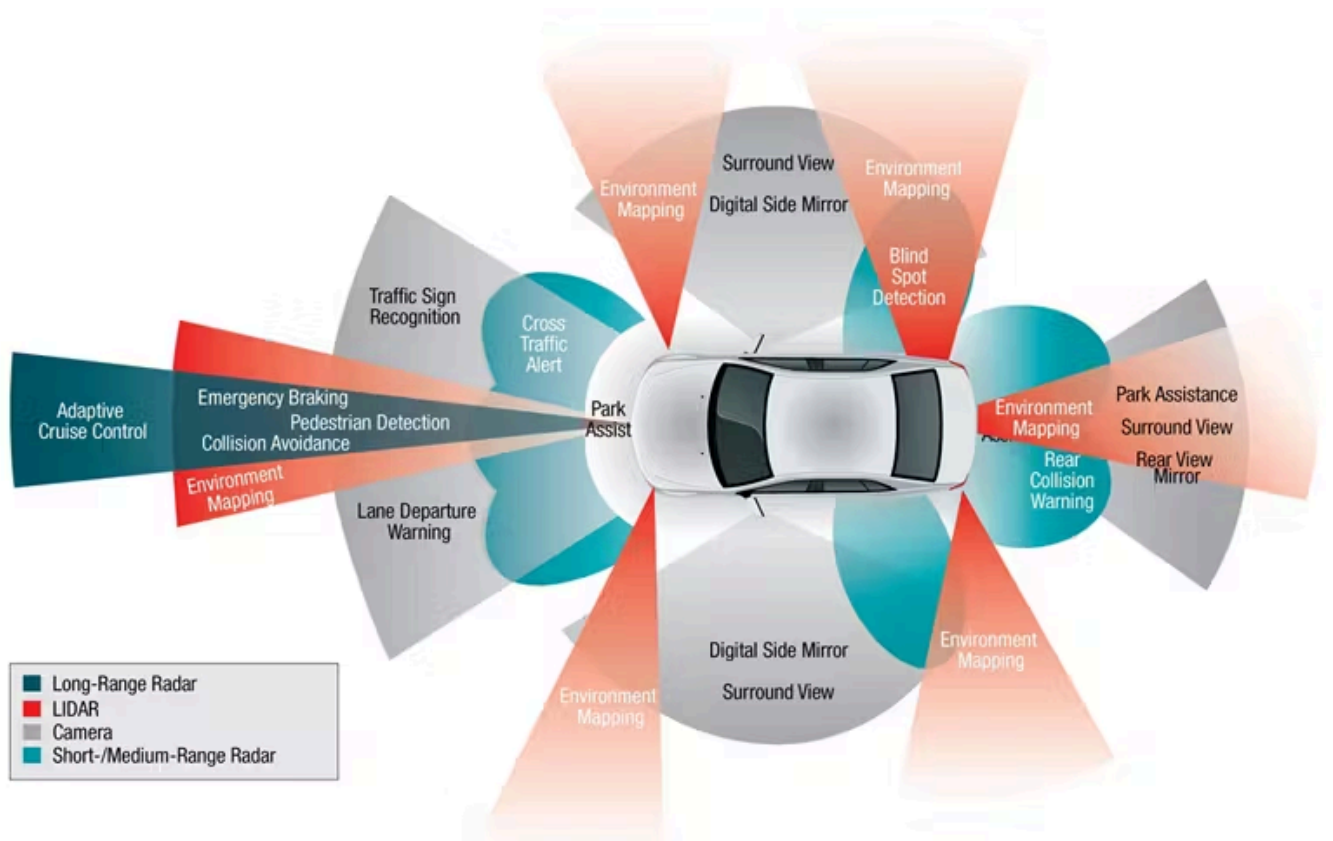 Surround View
Digital Side Mirror
Environment
Mapping
Environment
Mapping
Blind
Spot
Detection
Traffic Sign
Recognition
Cross
Traffic
Alert
Adaptive
Cruise Control
Emergency Braking
Pedestrian Detection
Collision Avoidance
Environment
Mapping
Park
Assist
Lane Departure
Warning
Environment
Mapping
Rear
Collision
Warning
Park Assistance
Surround View
Rear View
Mirror
Digital Side Mirror
Surround View
Environment
Mapping
Environment
Mapping
Long-Range Radar
LIDAR
Camera
Short-/Medium-Range Radar